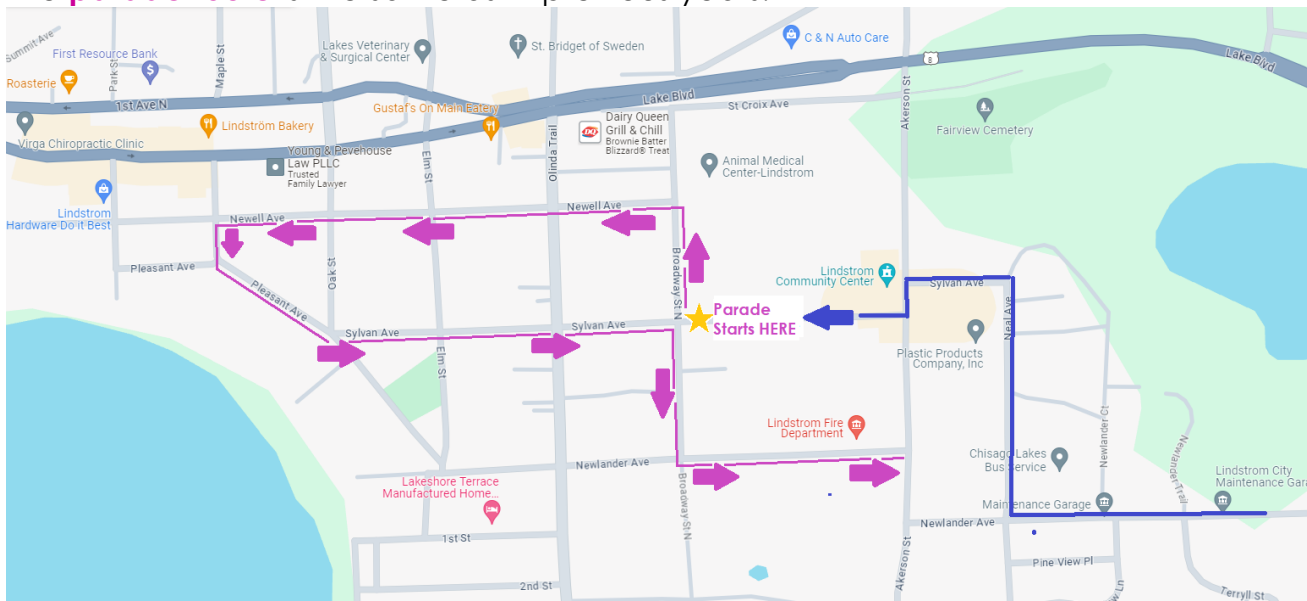 Summit Ave
Park St
Maple St
First Resource Bank
Roasterie
1st Ave N
Lindström Bakery
Virga Chiropractic Clinic
Lakes Veterinary
& Surgical Center
St. Bridget of Sweden
C & N Auto Care
8
Lake Blvd
Lake Blvd
Gustaf's On Main Eatery
St Croix Ave
Akerson St
Fairview Cemetery
DQ
Dairy Queen
Grill & Chill
Brownie Batter
Blizzard® Treat
Young & Pevehouse
Law PLLC
Trusted
Family Lawyer
Elm St
Olinda Trail
Animal Medical
Center-Lindstrom
Lindstrom
Hardware Do it Best
Newell Ave
Newell Ave
Pleasant Ave
Pleasant Ave
Oak St
Broadway St N
Lindstrom
Community Center
Sylvan Ave
Parade
Starts HERE
Sylvan Ave
Sylvan Ave
Neal Ave
Elm St
Plastic Products
Company, Inc
Lindstrom Fire
Department
Newlander Ct
Newlander Trail
Chisago Lakes
Bus Service
Newlander Ave
Lakeshore Terrace
Manufactured Home...
Broadway St N
Maintenance Garage
Lindstrom City
Maintenance Gara
Newlander Ave
Akerson St
1st St
Pine View Pl
2nd St
Terryll St